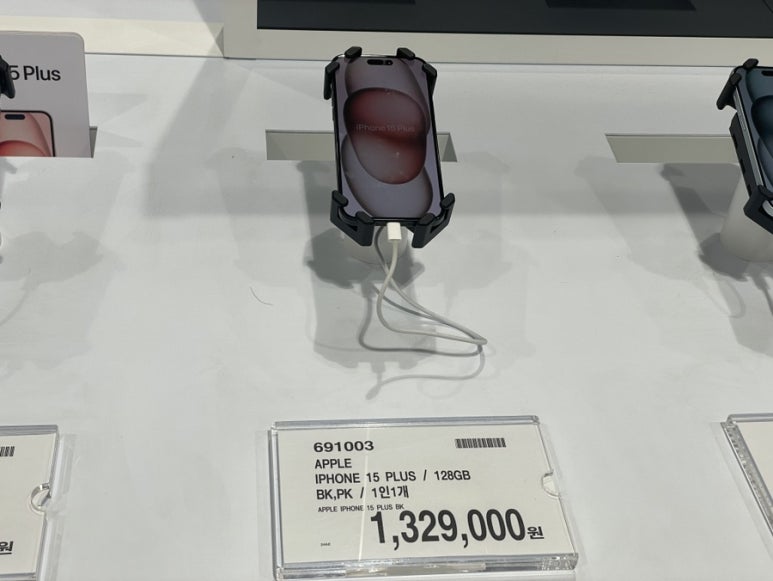 5 Plus
iPhone 15 Plus
691003
APPLE
IPHONE 15 PLUS / 128GB
BK,PK / 1인1개
APPLE IPHONE 15 PLUS BK
1,329,000원
원